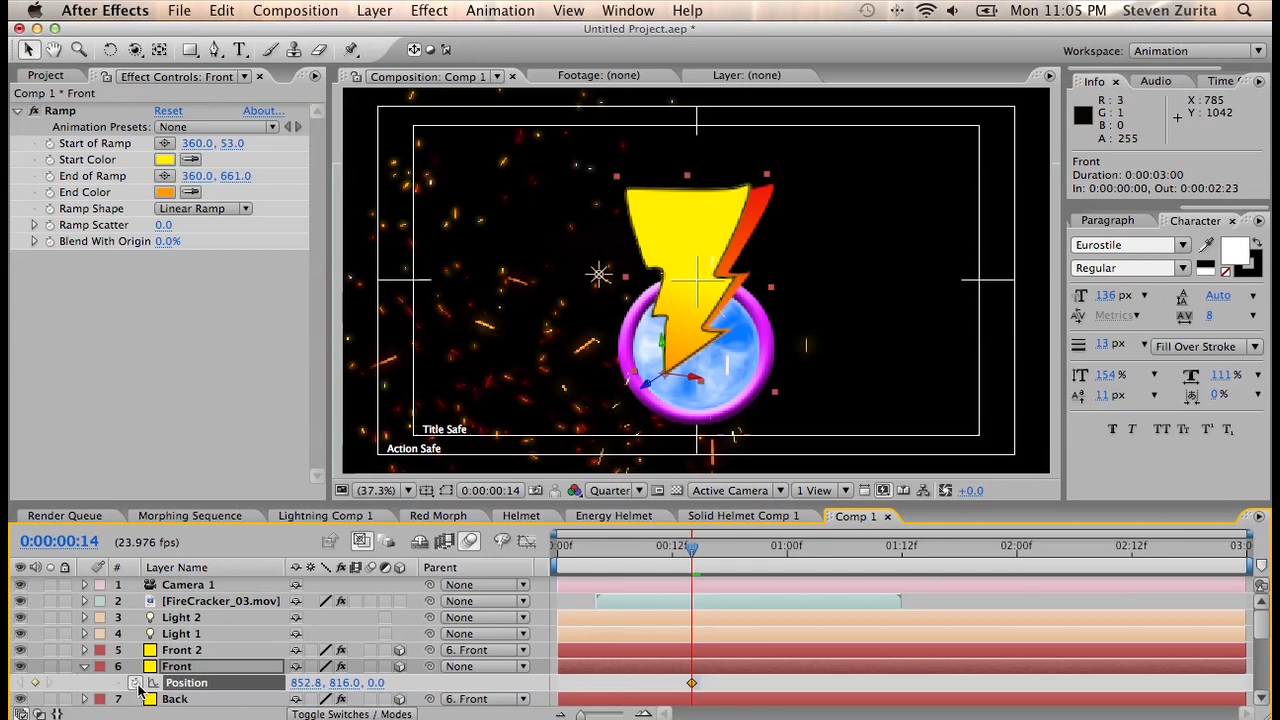 After Effects File Edit Composition Layer Effect Animation View Window Help Mon 11:05 PM Steven Zurita
Untitled Project.aep *
Workspace: Animation
Project Effect Controls: Front Composition: Comp 1 Footage: (none) Layer: (none) Info Audio Time
Comp 1 * Front
fx Ramp Reset About...
Animation Presets: None
Start of Ramp 360.0, 53.0
Start Color
End of Ramp 360.0, 661.0
End Color
Ramp Shape Linear Ramp
Ramp Scatter 0.0
Blend With Origin 0.0%
Title Safe
Action Safe
(37.3%) 0:00:00:14 Quarter Active Camera 1 View +0.0
R: 3 X: 785
G: 1 Y: 1042
B: 0
A: 255
Front
Duration: 0:00:03:00
In: 0:00:00:00, Out: 0:00:02:23
Paragraph Character
Eurostile
Regular
T 136 px Auto
Metrics AV 8
13 px Fill Over Stroke
154 % 111 %
11 px 0 %
T T TT Tr T¹ T₁
Render Queue Morphing Sequence Lightning Comp 1 Red Morph Helmet Energy Helmet Solid Helmet Comp 1 Comp 1
0:00:00:14 (23.976 fps)
:00f 00:12f 01:00f 01:12f 02:00f 02:12f 03:0
# Layer Name Parent
1 Camera 1 None
2 [FireCracker_03.mov] fx None
3 Light 2 None
4 Light 1 None
5 Front 2 fx 6. Front
6 Front fx None
Position 852.8, 816.0, 0.0
7 Back fx 6. Front
Toggle Switches / Modes